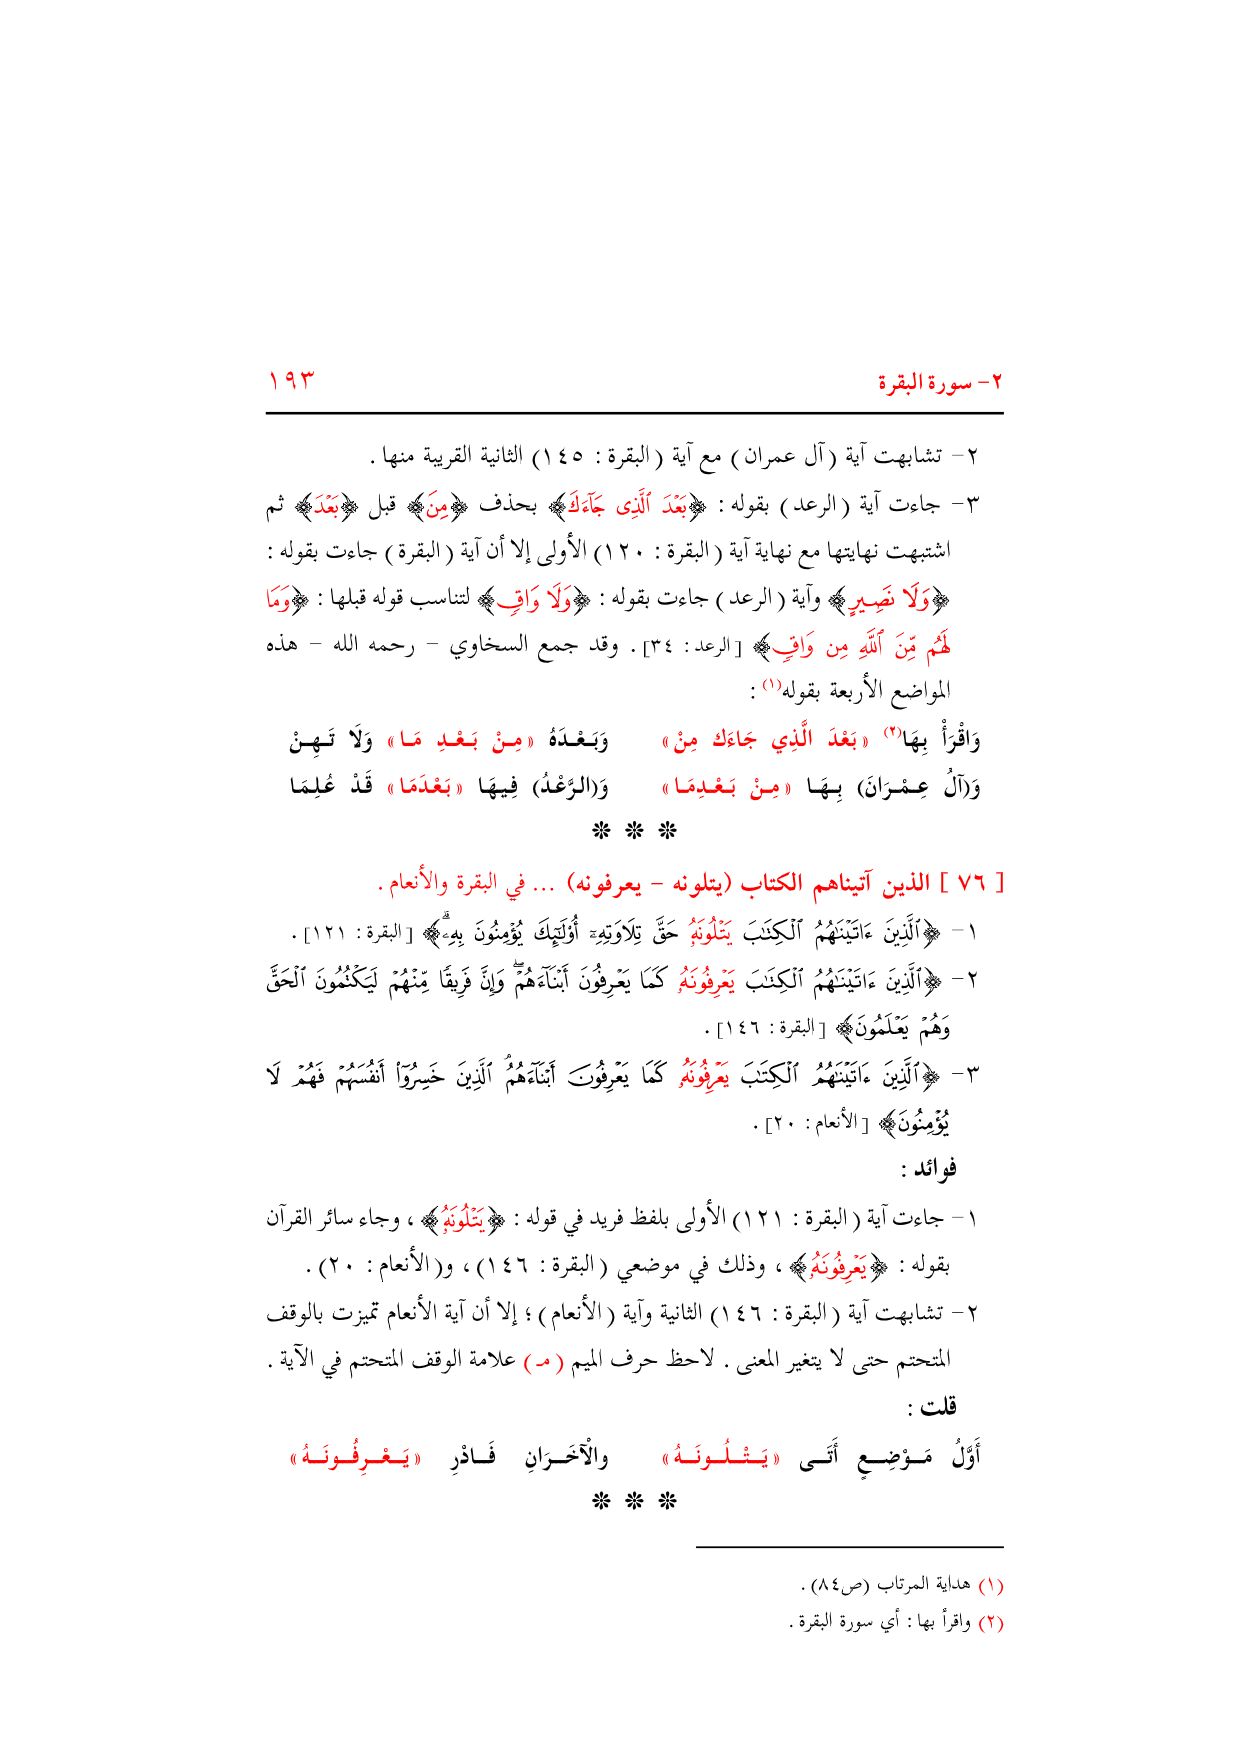 ٢- سورة البقرة ١٩٣
٢- تشابهت آية (آل عمران) مع آية (البقرة : ١٤٥) الثانية القريبة منها .
٣- جاءت آية (الرعد) بقوله : ﴿بَعْدَ ٱلَّذِى جَآءَكَ﴾ بحذف ﴿مِنَ﴾ قبل ﴿بَعْدَ﴾ ثم
اشتبهت نهايتها مع نهاية آية (البقرة : ١٢٠) الأولى إلا أن آية (البقرة) جاءت بقوله :
﴿وَلَا نَصِيرٍ﴾ وآية (الرعد) جاءت بقوله : ﴿وَلَا وَاقٍ﴾ لتناسب قوله قبلها : ﴿وَمَا
لَهُم مِّنَ ٱللَّهِ مِن وَاقٍ﴾ [الرعد : ٣٤] . وقد جمع السخاوي - رحمه الله - هذه
المواضع الأربعة بقوله(١) :
وَاقْرَأْ بِهَا(٢) «بَعْدَ الَّذِي جَاءَك مِنْ» وَبَعْدَهُ «مِنْ بَعْدِ مَا» وَلَا تَهِنْ
وَ(آلُ عِمْرَانَ) بِهَا «مِنْ بَعْدِمَا» وَ(الرَّعْدُ) فِيهَا «بَعْدَمَا» قَدْ عُلِمَا
❊ ❊ ❊
[ ٧٦ ] الذين آتيناهم الكتاب (يتلونه - يعرفونه) ... في البقرة والأنعام .
١- ﴿ٱلَّذِينَ ءَاتَيْنَٰهُمُ ٱلْكِتَٰبَ يَتْلُونَهُۥ حَقَّ تِلَاوَتِهِۦٓ أُو۟لَٰٓئِكَ يُؤْمِنُونَ بِهِۦۗ﴾ [البقرة : ١٢١] .
٢- ﴿ٱلَّذِينَ ءَاتَيْنَٰهُمُ ٱلْكِتَٰبَ يَعْرِفُونَهُۥ كَمَا يَعْرِفُونَ أَبْنَآءَهُمْۖ وَإِنَّ فَرِيقًا مِّنْهُمْ لَيَكْتُمُونَ ٱلْحَقَّ
وَهُمْ يَعْلَمُونَ﴾ [البقرة : ١٤٦] .
٣- ﴿ٱلَّذِينَ ءَاتَيْنَٰهُمُ ٱلْكِتَٰبَ يَعْرِفُونَهُۥ كَمَا يَعْرِفُونَ أَبْنَآءَهُمُۘ ٱلَّذِينَ خَسِرُوٓا۟ أَنفُسَهُمْ فَهُمْ لَا
يُؤْمِنُونَ﴾ [الأنعام : ٢٠] .
فوائد :
١- جاءت آية (البقرة : ١٢١) الأولى بلفظ فريد في قوله : ﴿يَتْلُونَهُۥ﴾ ، وجاء سائر القرآن
بقوله : ﴿يَعْرِفُونَهُۥ﴾ ، وذلك في موضعي (البقرة : ١٤٦) ، و(الأنعام : ٢٠) .
٢- تشابهت آية (البقرة : ١٤٦) الثانية وآية (الأنعام) ؛ إلا أن آية الأنعام تميزت بالوقف
المتحتم حتى لا يتغير المعنى . لاحظ حرف الميم (مـ) علامة الوقف المتحتم في الآية .
قلت :
أَوَّلُ مَوْضِعٍ أَتَى «يَتْلُونَهُ» والْآخَرَانِ فَادْرِ «يَعْرِفُونَهُ»
❊ ❊ ❊
(١) هداية المرتاب (ص٨٤) .
(٢) واقرأ بها : أي سورة البقرة .